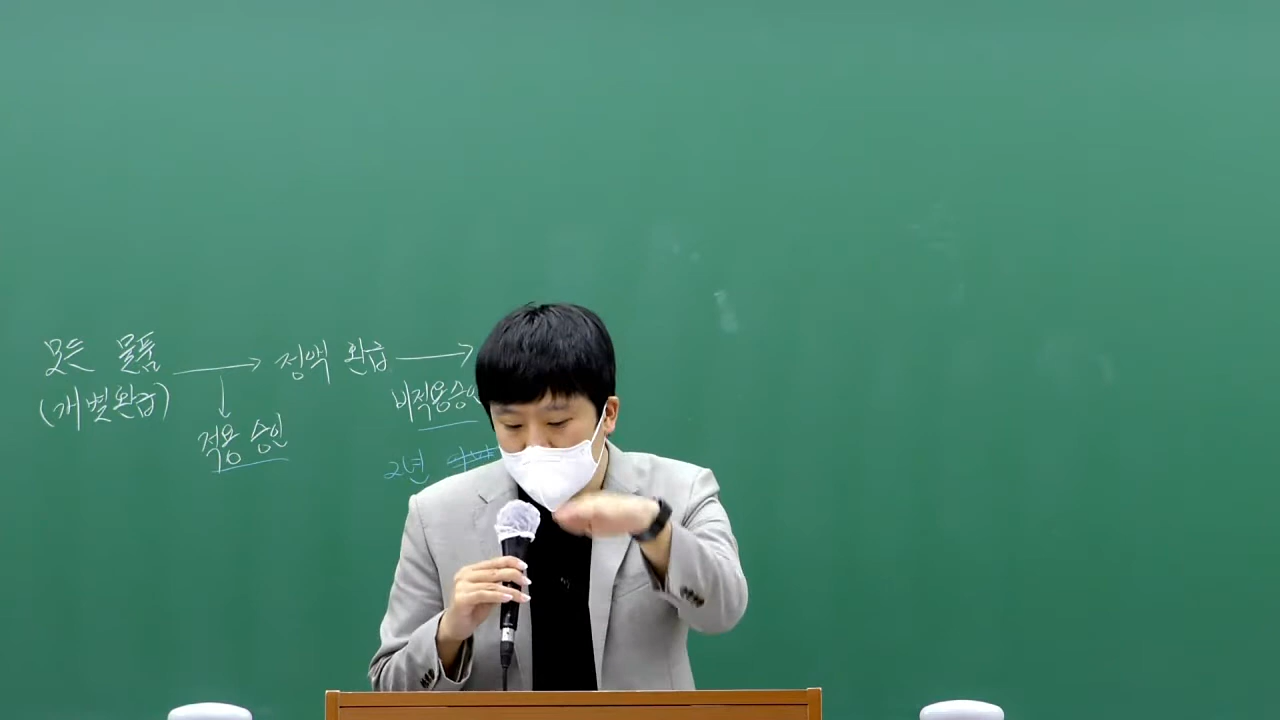 모든 물품 → 정액 환급 →
(개별환급) ↓ 비적용승인
적용 승인
2년